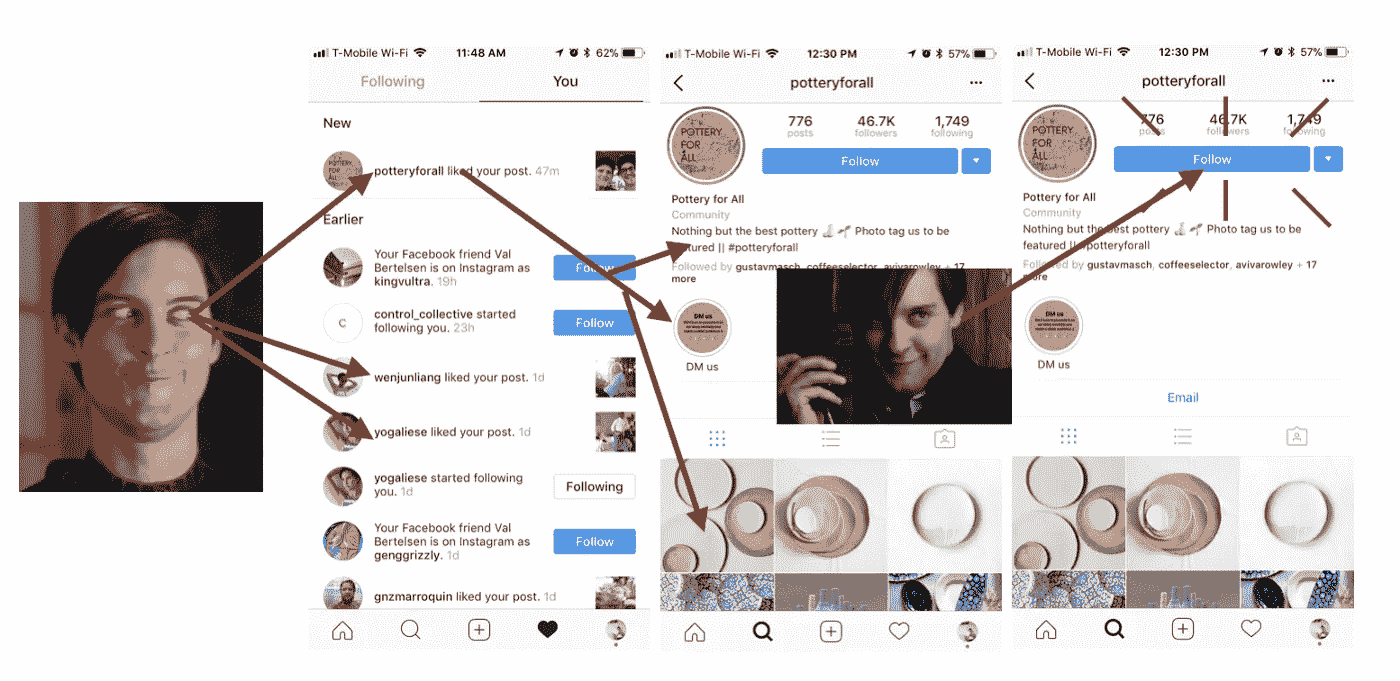 T-Mobile Wi-Fi 11:48 AM 62%
Following You
New
potteryforall liked your post. 47m
Earlier
Your Facebook friend Val
Bertelsen is on Instagram as
kingvultra. 19h
Follow
control_collective started
following you. 23h
Follow
C
wenjunliang liked your post. 1d
yogaliese liked your post. 1d
yogaliese started following
you. 1d
Following
Your Facebook friend Val
Bertelsen is on Instagram as
genggrizzly. 1d
Follow
gnzmarroquin liked your post. 1d
T-Mobile Wi-Fi 12:30 PM 57%
potteryforall
POTTERY
FOR
ALL
776 46.7K 1,749
posts followers following
Follow
Pottery for All
Community
Nothing but the best pottery Photo tag us to be
featured || #potteryforall
Followed by gustavmasch, coffeeselector, avivarowley + 17
more
DM us
DM us
T-Mobile Wi-Fi 12:30 PM 57%
potteryforall
POTTERY
FOR
ALL
776 46.7K 1,749
posts followers following
Follow
Pottery for All
Community
Nothing but the best pottery Photo tag us to be
featured || #potteryforall
Followed by gustavmasch, coffeeselector, avivarowley + 17
more
DM us
DM us
Email